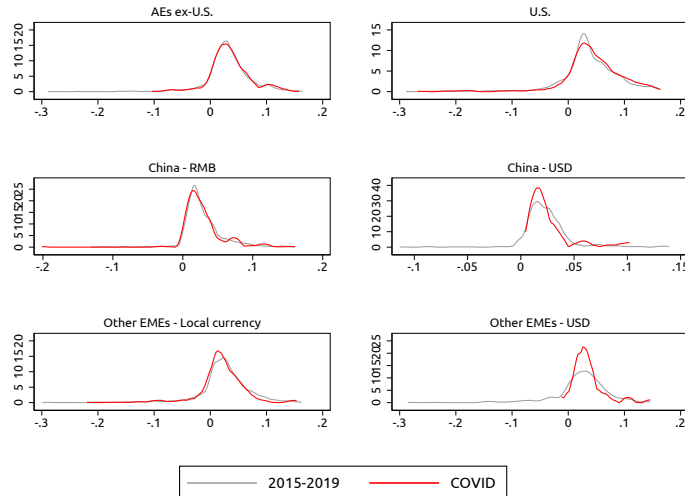 AEs ex-U.S.
0 5 10 15 20
-.3 -.2 -.1 0 .1 .2
U.S.
0 5 10 15
-.3 -.2 -.1 0 .1 .2
China - RMB
0 5 10 15 20 25
-.2 -.1 0 .1 .2
China - USD
0 10 20 30 40
-.1 -.05 0 .05 .1 .15
Other EMEs - Local currency
0 5 10 15 20
-.3 -.2 -.1 0 .1 .2
Other EMEs - USD
0 5 10 15 20 25
-.3 -.2 -.1 0 .1 .2
2015-2019 COVID